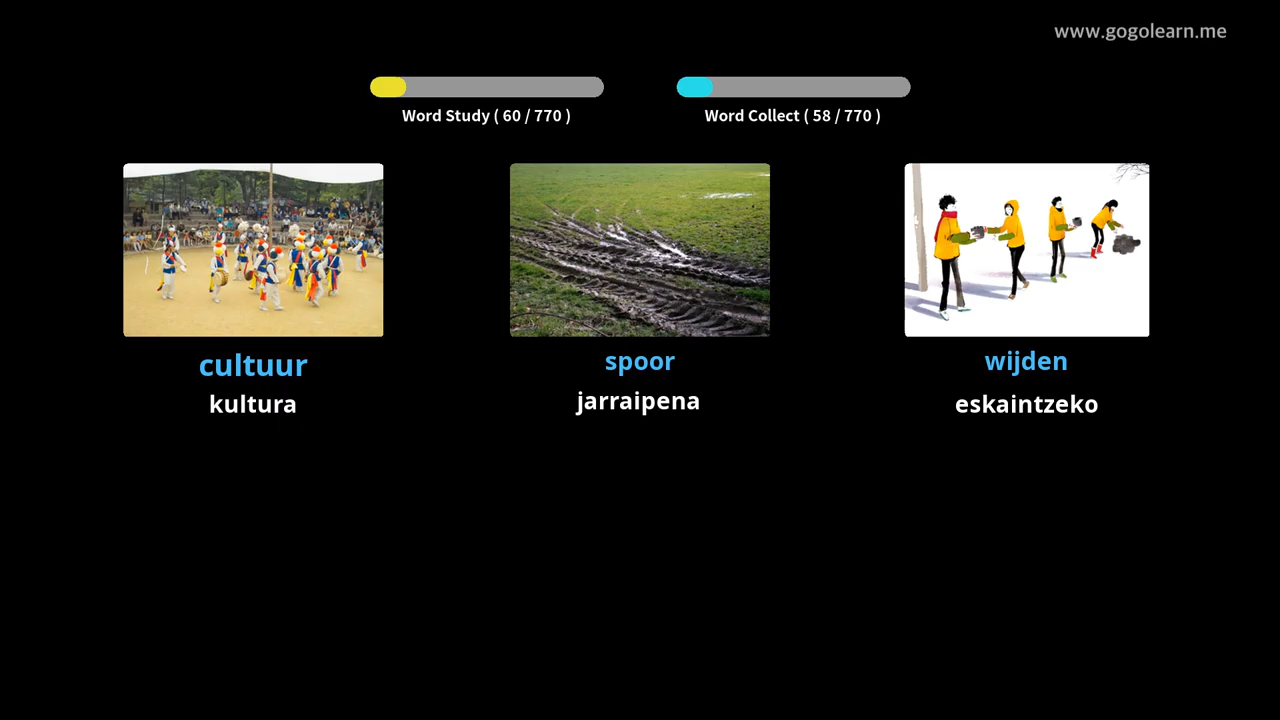 www.gogolearn.me
Word Study ( 60 / 770 )
Word Collect ( 58 / 770 )
cultuur
kultura
spoor
jarraipena
wijden
eskaintzeko